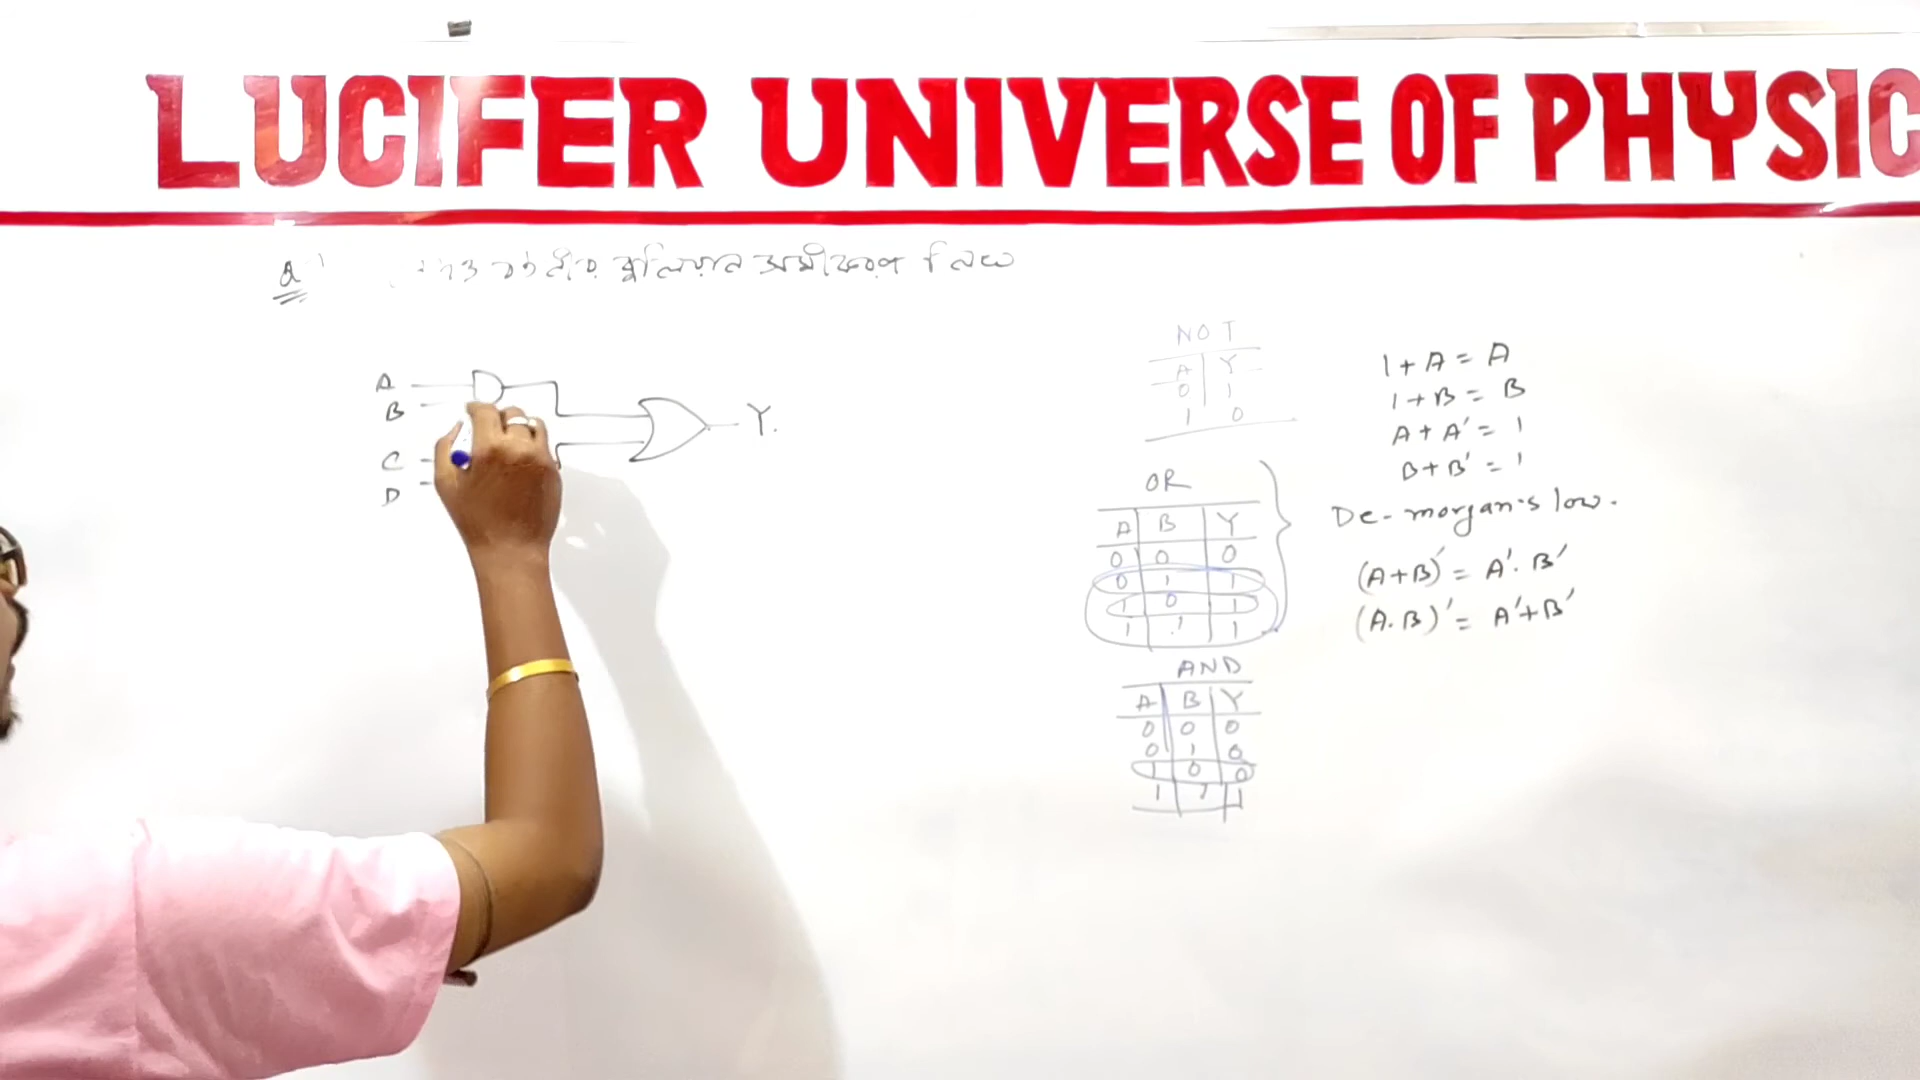 LUCIFER UNIVERSE OF PHYSIC
Q
বুলিয়ান সমীকরণ লিখ
A
B
C
D
Y.
NOT
A Y
0 1
1 0
OR
A B Y
0 0 0
0 1 1
1 0 1
1 1 1
AND
A B Y
0 0 0
0 1 0
1 0 0
1 1 1
1 + A = A
1 + B = B
A + A' = 1
B + B' = 1
De-morgan's low.
(A+B)' = A'. B'
(A.B)' = A'+B'